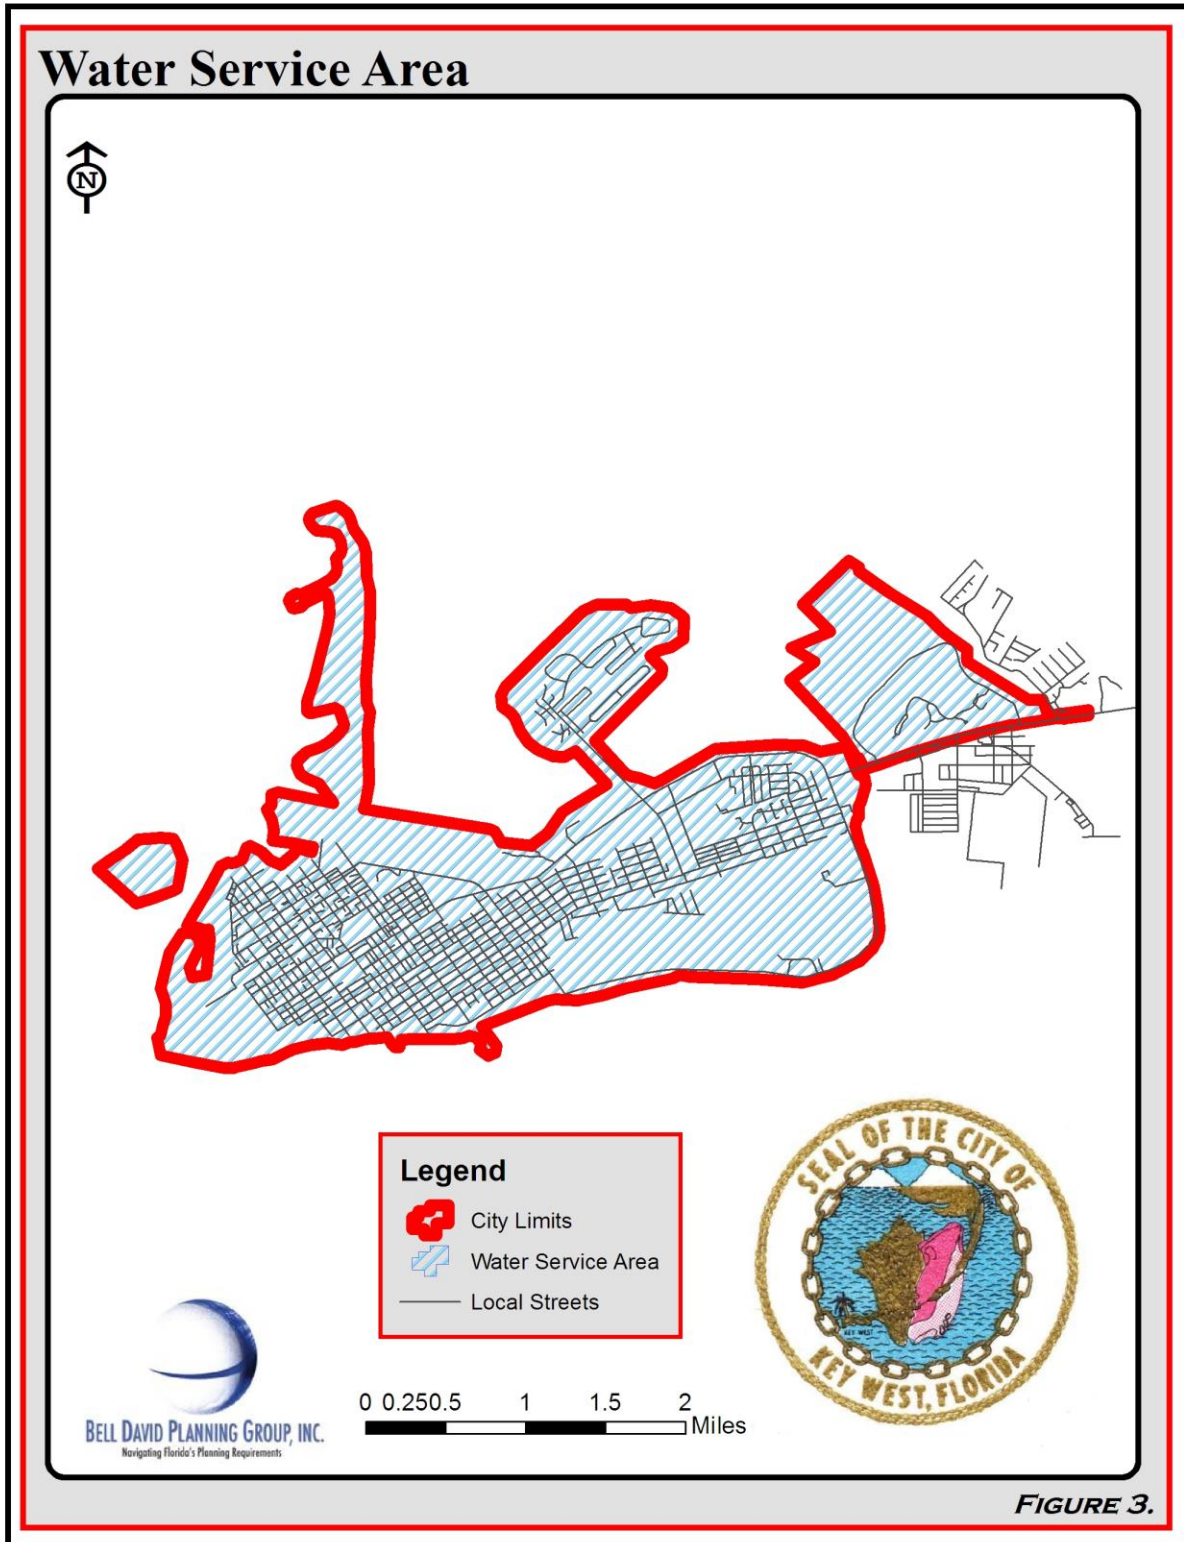 Water Service Area
N
Legend
City Limits
Water Service Area
Local Streets
SEAL OF THE CITY OF
KEY WEST
KEY WEST, FLORIDA
BELL DAVID PLANNING GROUP, INC.
Navigating Florida's Planning Requirements
0 0.250.5 1 1.5 2
Miles
FIGURE 3.